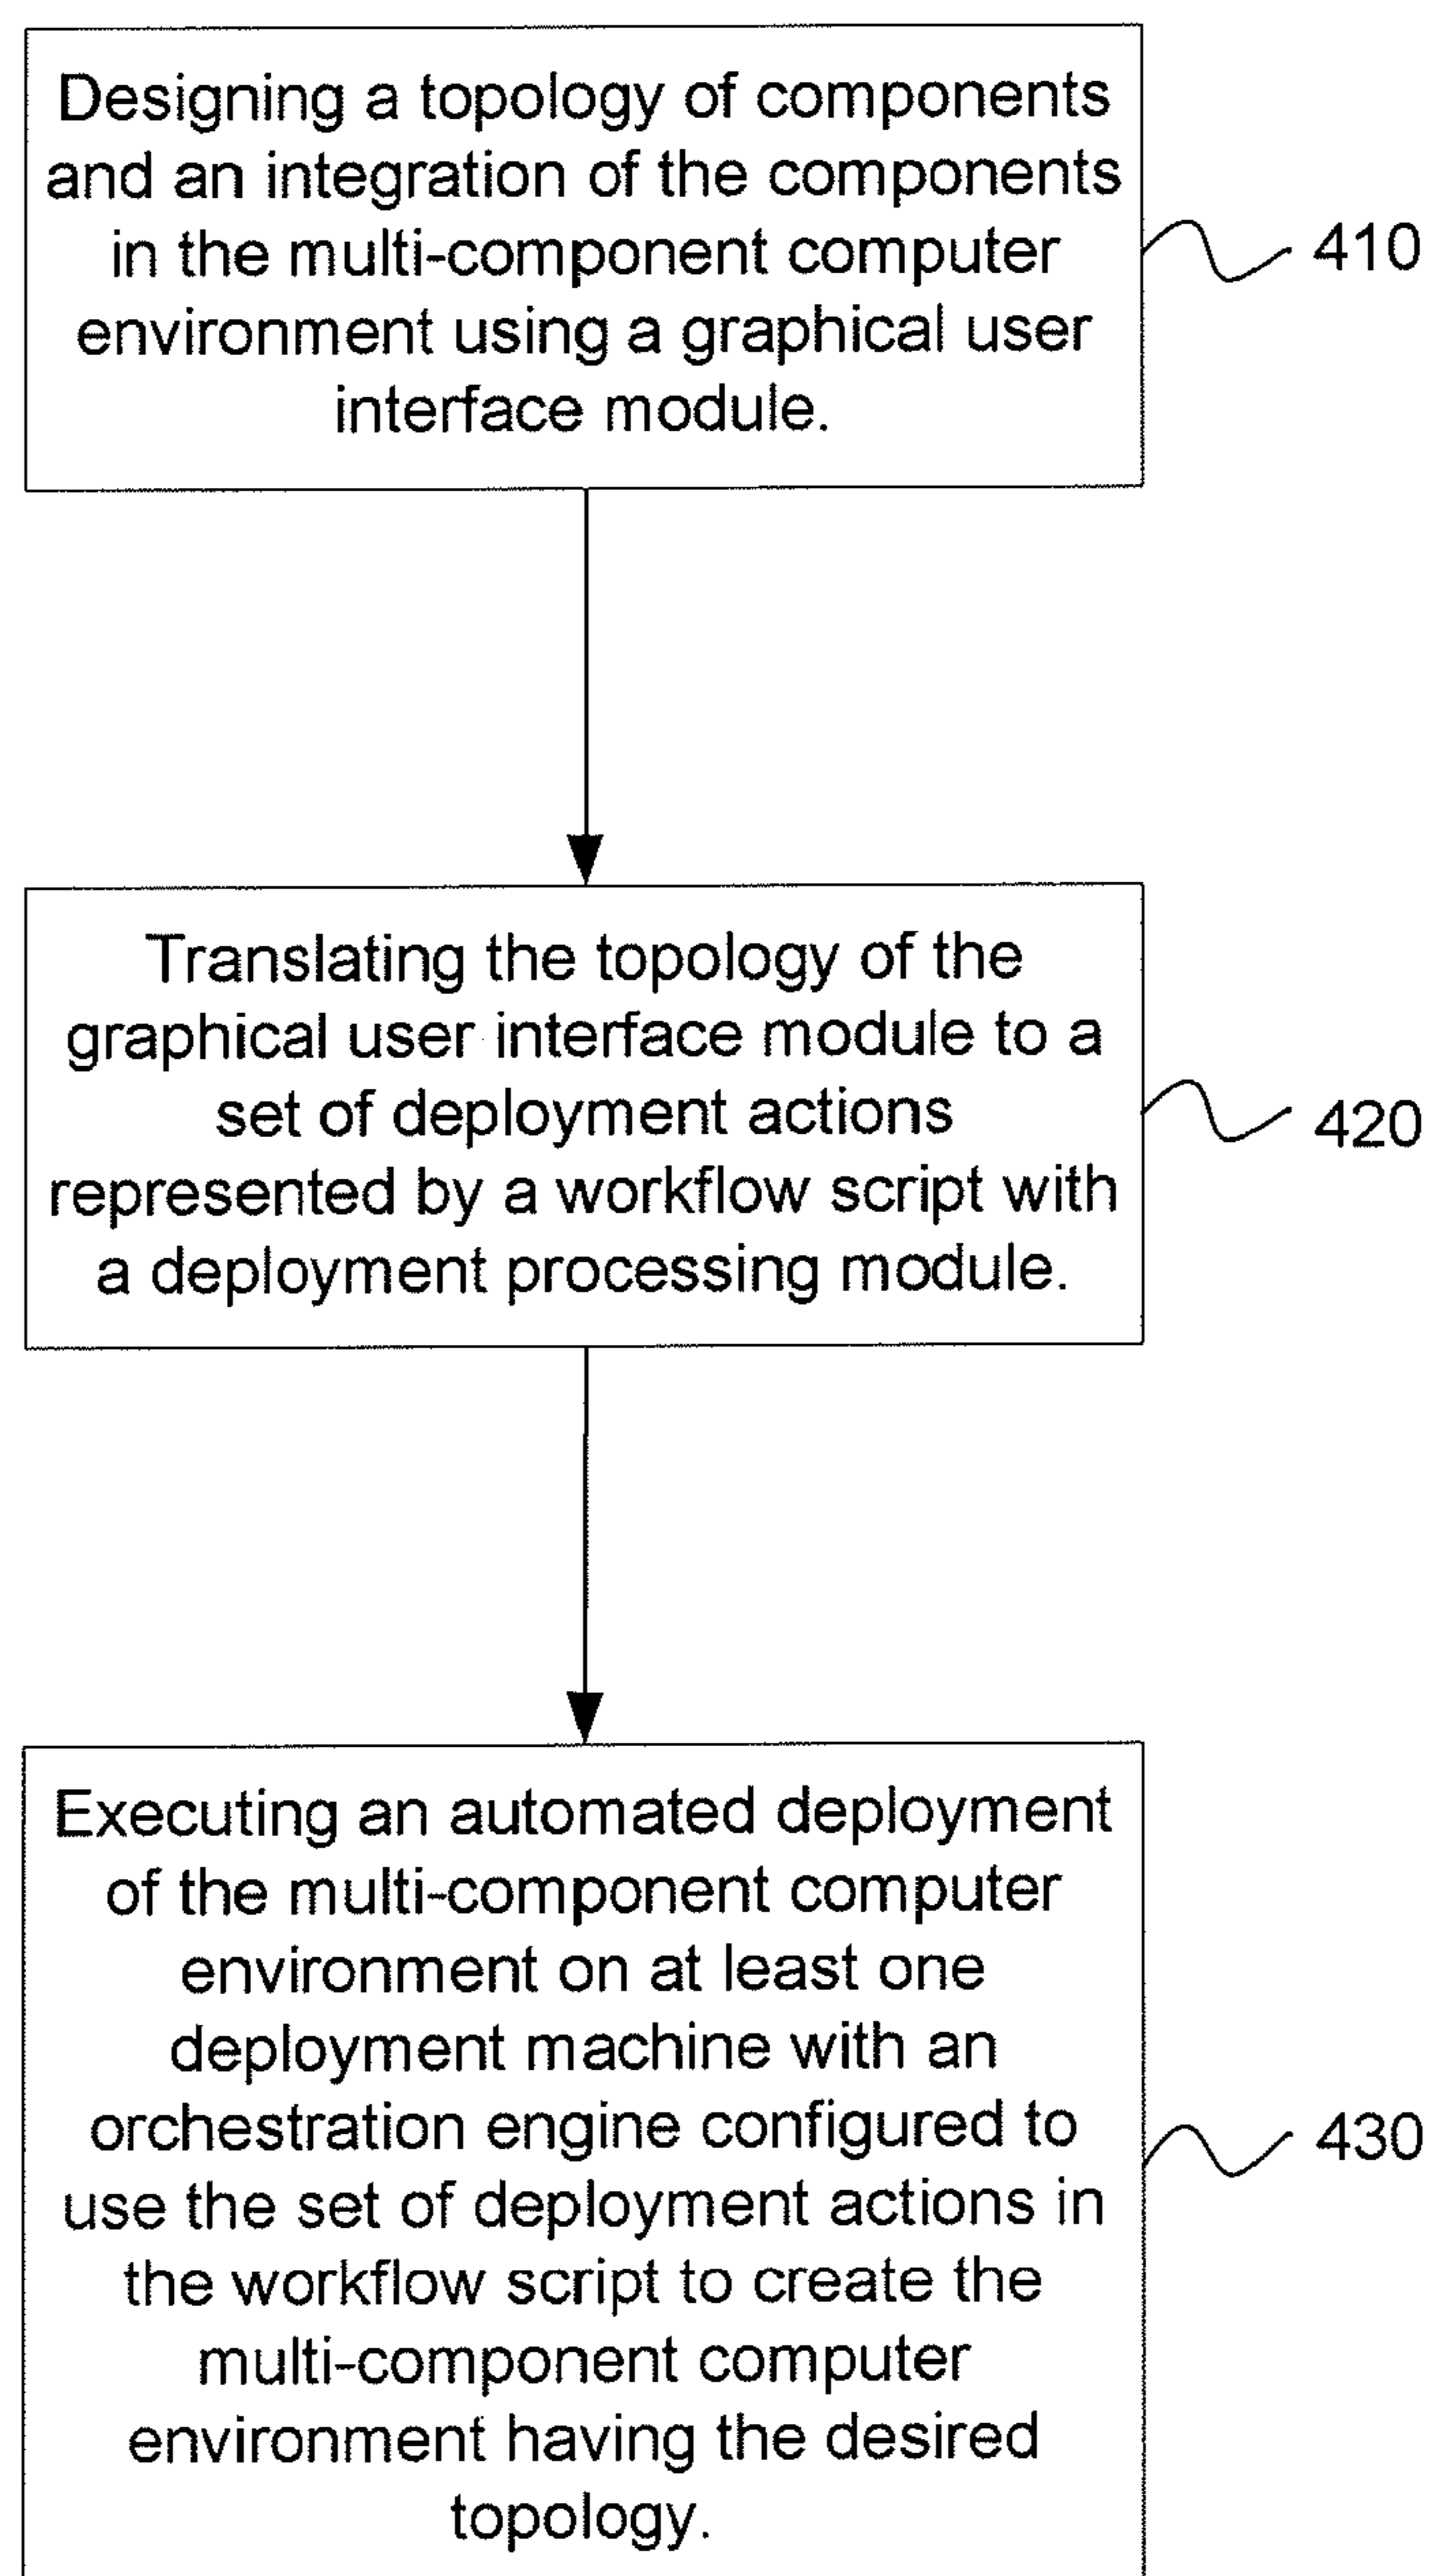 Designing a topology of components
and an integration of the components
in the multi-component computer
environment using a graphical user
interface module.
410
Translating the topology of the
graphical user interface module to a
set of deployment actions
represented by a workflow script with
a deployment processing module.
420
Executing an automated deployment
of the multi-component computer
environment on at least one
deployment machine with an
orchestration engine configured to
use the set of deployment actions in
the workflow script to create the
multi-component computer
environment having the desired
topology.
430